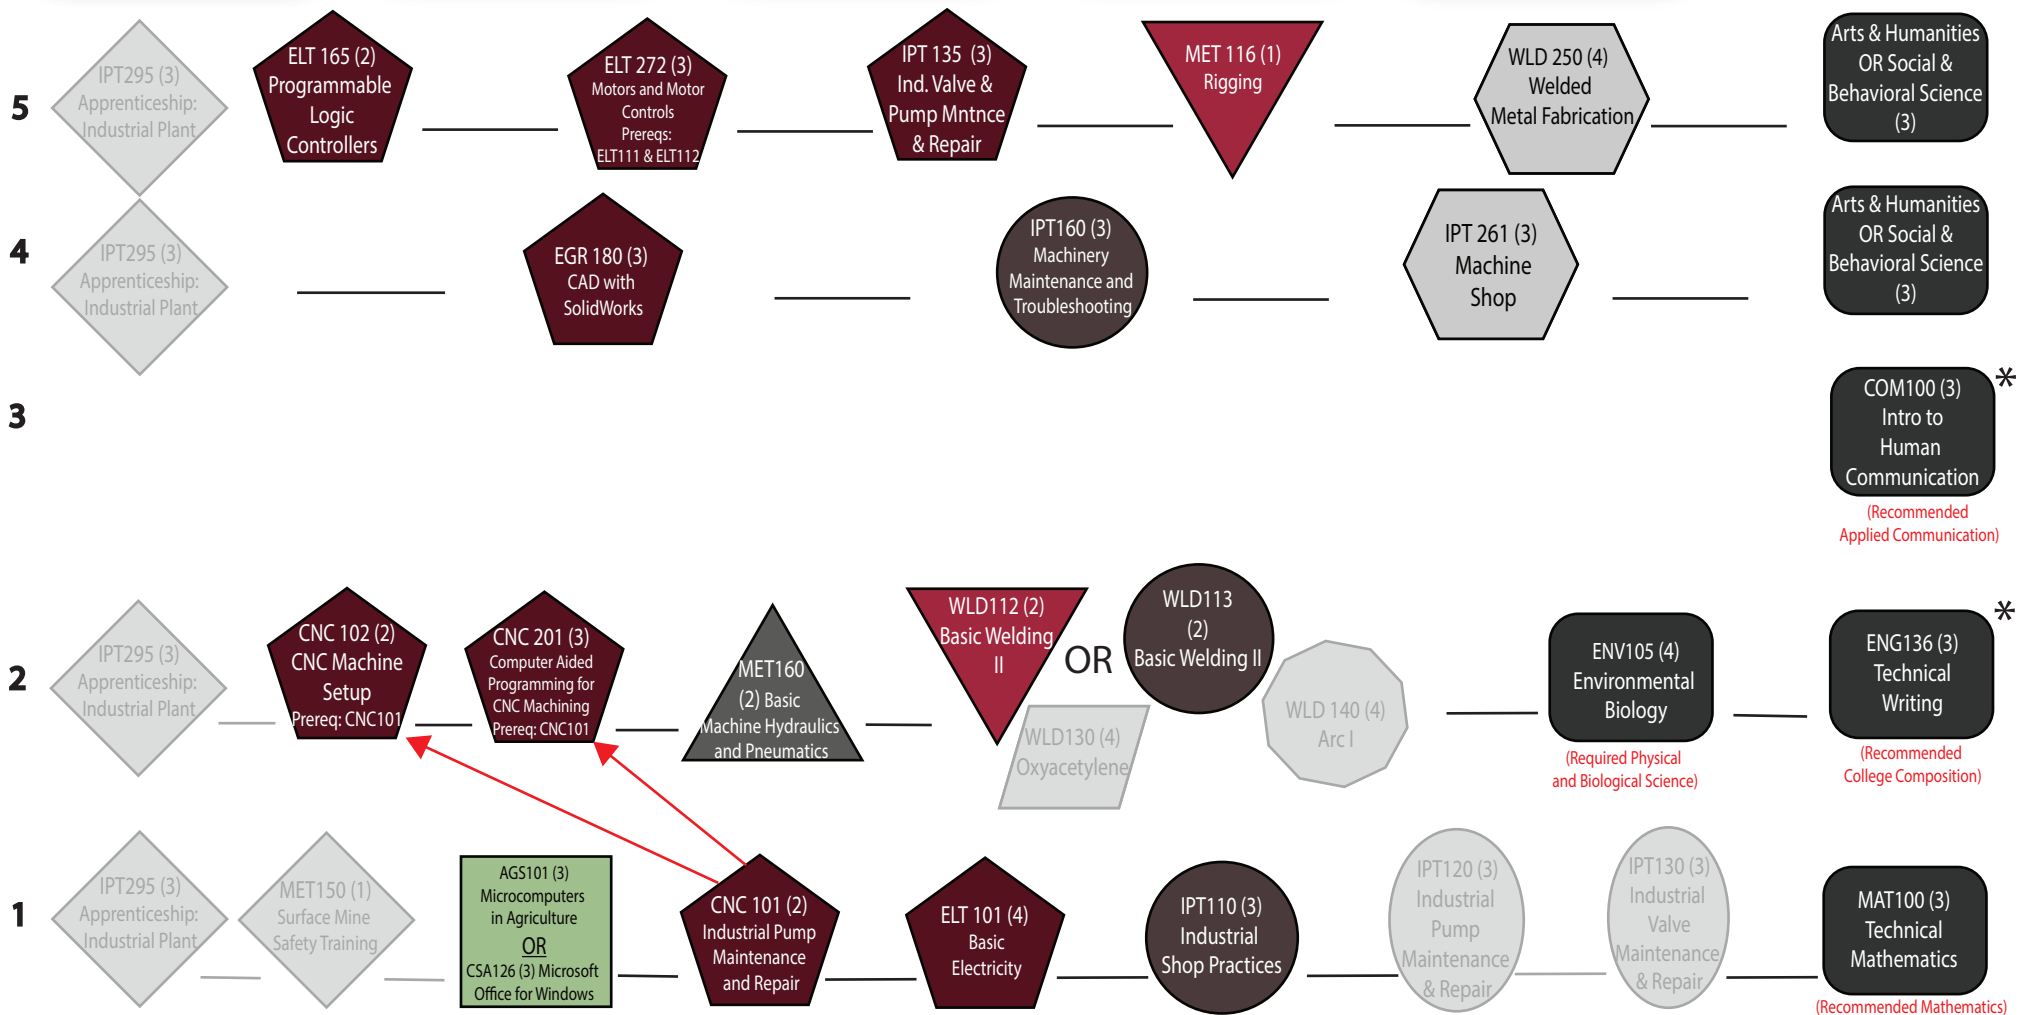 5
IPT295 (3)
Apprenticeship:
Industrial Plant
ELT 165 (2)
Programmable
Logic
Controllers
ELT 272 (3)
Motors and Motor
Controls
Prereqs:
ELT111 & ELT112
IPT 135 (3)
Ind. Valve &
Pump Mntnce
& Repair
MET 116 (1)
Rigging
WLD 250 (4)
Welded
Metal Fabrication
Arts & Humanities
OR Social &
Behavioral Science
(3)
4
IPT295 (3)
Apprenticeship:
Industrial Plant
EGR 180 (3)
CAD with
SolidWorks
IPT160 (3)
Machinery
Maintenance and
Troubleshooting
IPT 261 (3)
Machine
Shop
Arts & Humanities
OR Social &
Behavioral Science
(3)
3
COM100 (3)
Intro to
Human
Communication
*
(Recommended
Applied Communication)
2
IPT295 (3)
Apprenticeship:
Industrial Plant
CNC 102 (2)
CNC Machine
Setup
Prereq: CNC101
CNC 201 (3)
Computer Aided
Programming for
CNC Machining
Prereq: CNC101
MET160
(2) Basic
Machine Hydraulics
and Pneumatics
WLD112 (2)
Basic Welding
II
OR
WLD113
(2)
Basic Welding II
WLD130 (4)
Oxyacetylene
WLD 140 (4)
Arc I
ENV105 (4)
Environmental
Biology
(Required Physical
and Biological Science)
ENG136 (3)
Technical
Writing
*
(Recommended
College Composition)
1
IPT295 (3)
Apprenticeship:
Industrial Plant
MET150 (1)
Surface Mine
Safety Training
AGS101 (3)
Microcomputers
in Agriculture
OR
CSA126 (3) Microsoft
Office for Windows
CNC 101 (2)
Industrial Pump
Maintenance
and Repair
ELT 101 (4)
Basic
Electricity
IPT110 (3)
Industrial
Shop Practices
IPT120 (3)
Industrial
Pump
Maintenance
& Repair
IPT130 (3)
Industrial
Valve
Maintenance
& Repair
MAT100 (3)
Technical
Mathematics
(Recommended Mathematics)